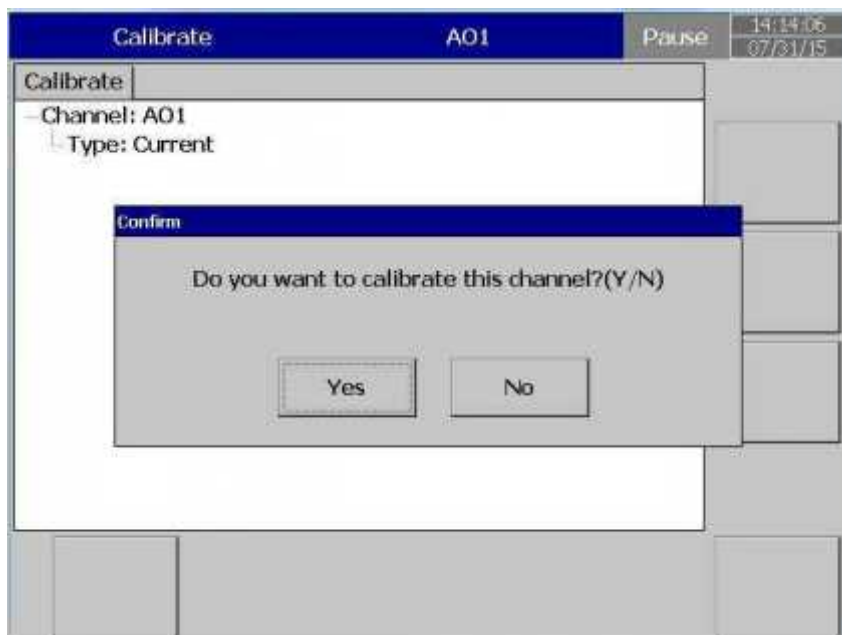 Calibrate AO1 Pause 14:14:06
07/31/15
Calibrate
Channel: AO1
Type: Current
Confirm
Do you want to calibrate this channel?(Y/N)
Yes No